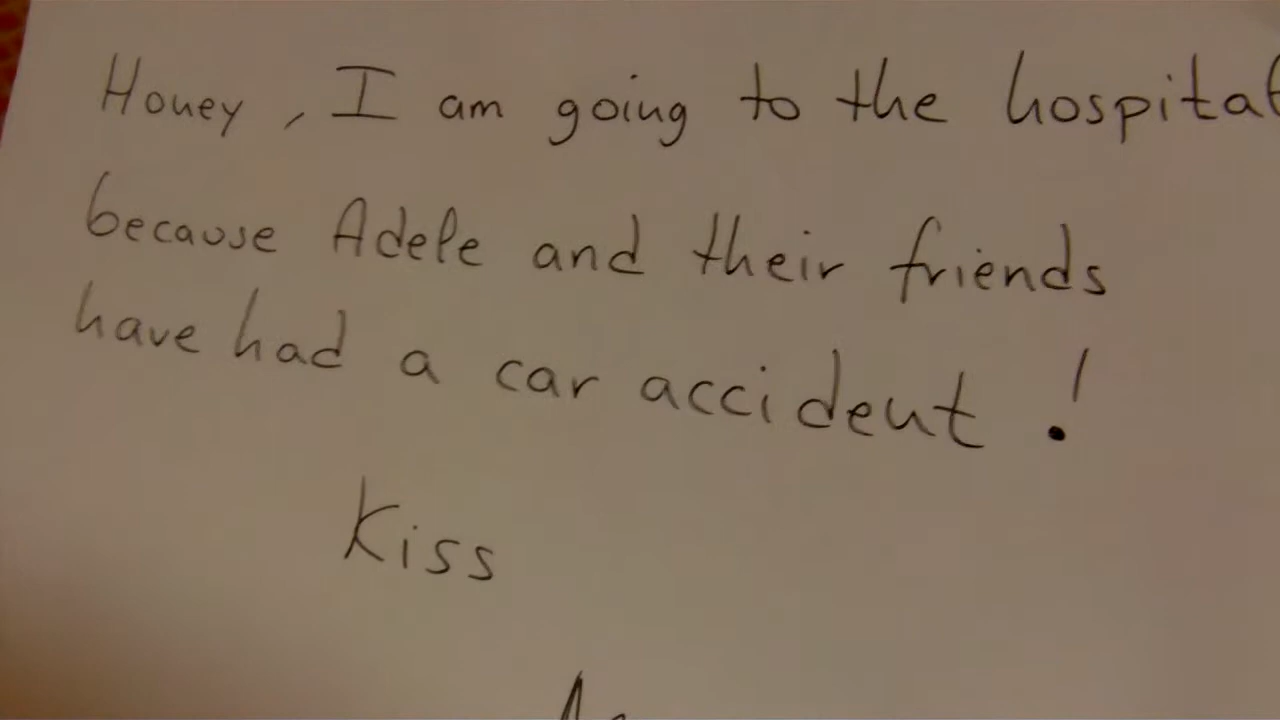 Honey, I am going to the hospital
because Adele and their friends
have had a car accident!
Kiss